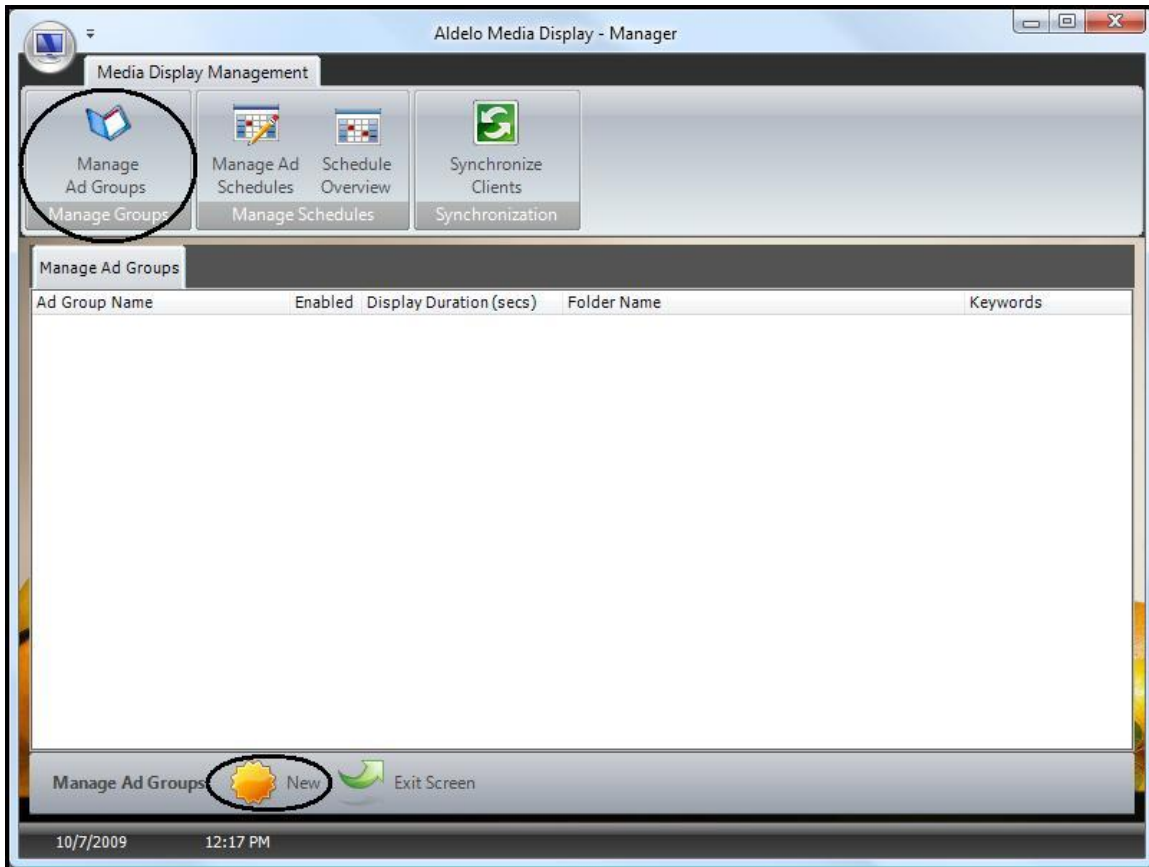 Aldelo Media Display - Manager
Media Display Management
Manage Ad Groups
Manage Groups
Manage Ad Schedules
Schedule Overview
Manage Schedules
Synchronize Clients
Synchronization
Manage Ad Groups
Ad Group Name Enabled Display Duration (secs) Folder Name Keywords
Manage Ad Groups New Exit Screen
10/7/2009 12:17 PM